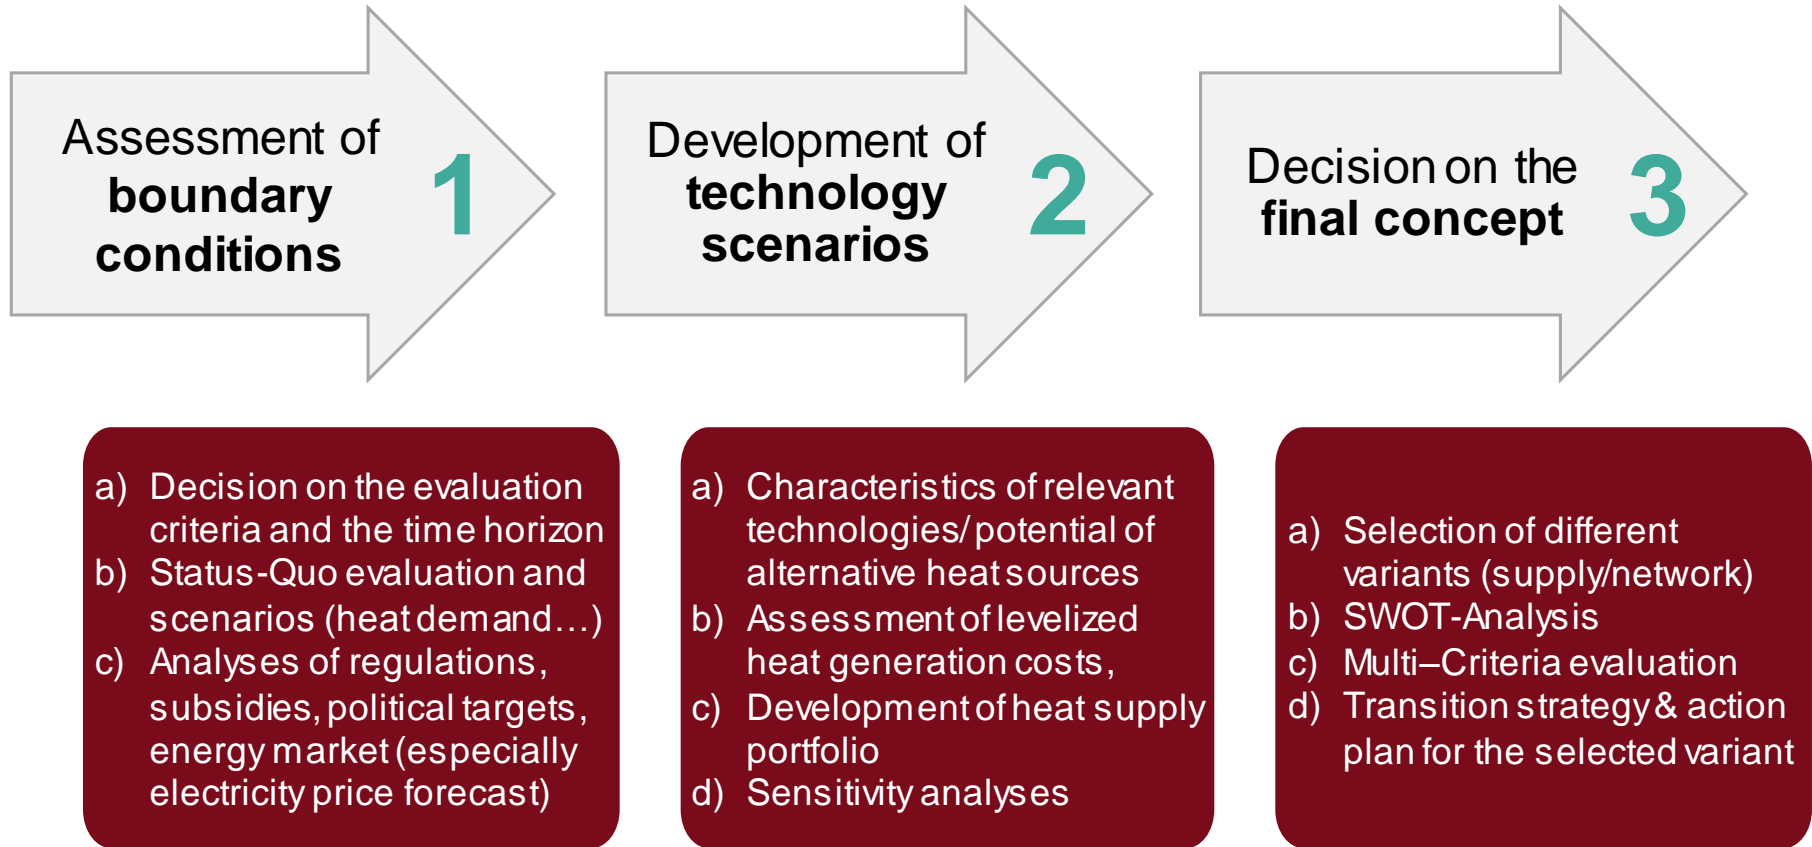 Assessment of
boundary
conditions
1
Development of
technology
scenarios
2
Decision on the
final concept
3
a) Decision on the evaluation
criteria and the time horizon
b) Status-Quo evaluation and
scenarios (heat demand…)
c) Analyses of regulations,
subsidies, political targets,
energy market (especially
electricity price forecast)
a) Characteristics of relevant
technologies/ potential of
alternative heat sources
b) Assessment of levelized
heat generation costs,
c) Development of heat supply
portfolio
d) Sensitivity analyses
a) Selection of different
variants (supply/network)
b) SWOT-Analysis
c) Multi–Criteria evaluation
d) Transition strategy & action
plan for the selected variant